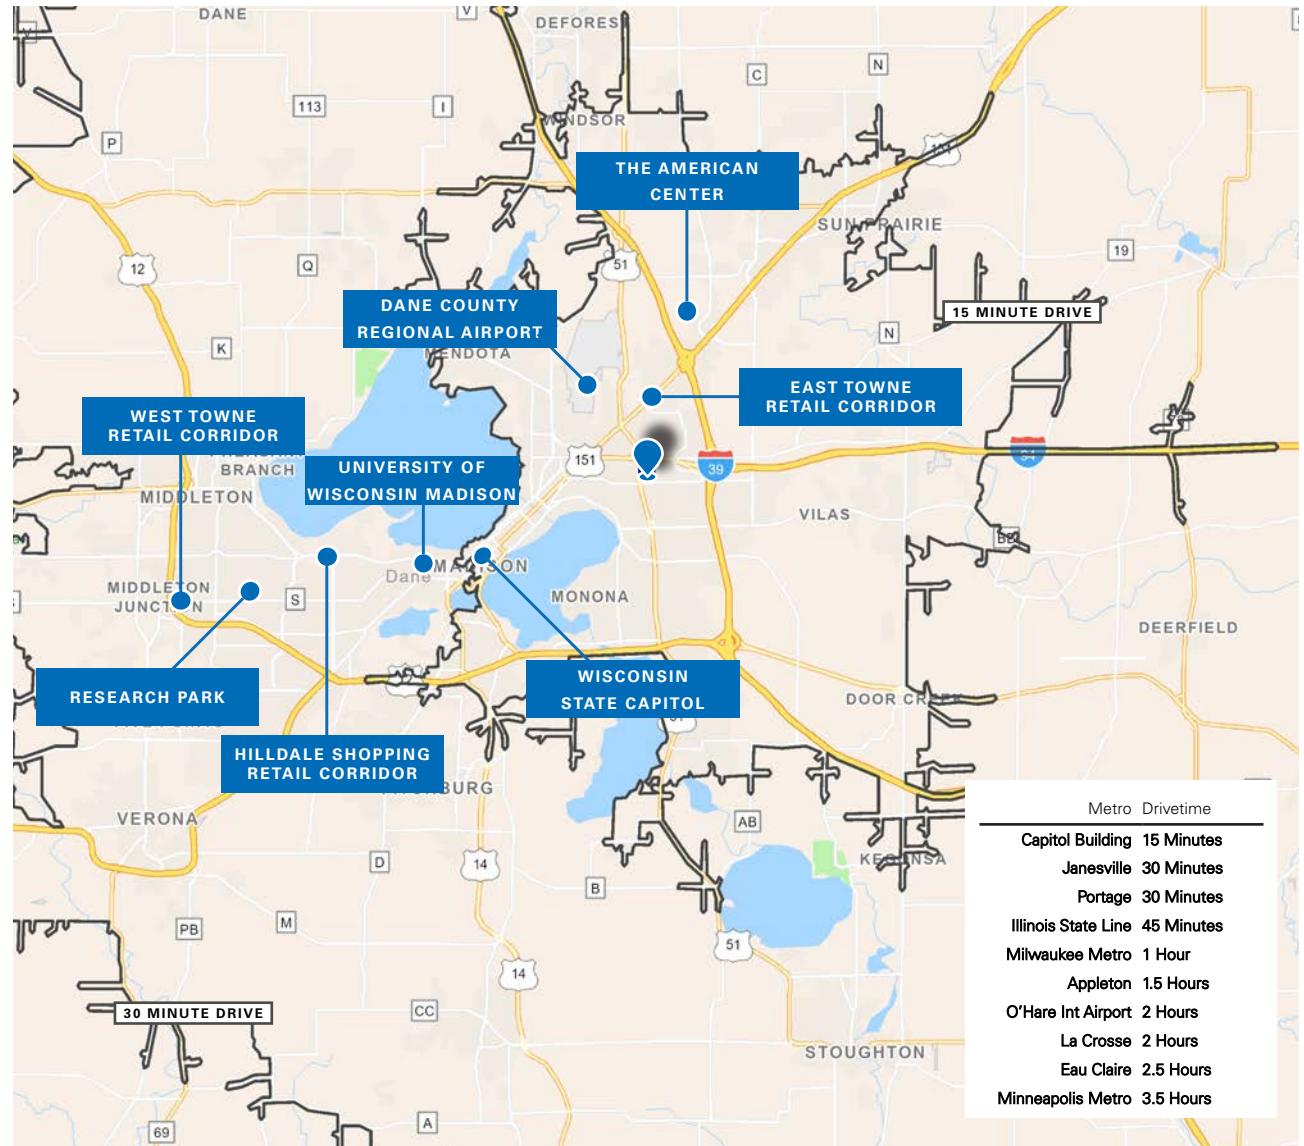 DANE
V
V
DEFOREST
C
N
113
I
WINDSOR
P
THE AMERICAN
CENTER
SUN PRAIRIE
19
12
Q
51
DANE COUNTY
REGIONAL AIRPORT
15 MINUTE DRIVE
N
K
MENDOTA
EAST TOWNE
RETAIL CORRIDOR
WEST TOWNE
RETAIL CORRIDOR
BRANCH
UNIVERSITY OF
WISCONSIN MADISON
151
39
94
MIDDLETON
VILAS
BB
MADISON
Dane
MIDDLETON
JUNCTION
S
MONONA
DEERFIELD
RESEARCH PARK
WISCONSIN
STATE CAPITOL
DOOR CREEK
HILLDALE SHOPPING
RETAIL CORRIDOR
VERONA
AB
KEGONSA
D
14
B
M
PB
51
14
30 MINUTE DRIVE
CC
STOUGHTON
A
69
Metro Drivetime
Capitol Building 15 Minutes
Janesville 30 Minutes
Portage 30 Minutes
Illinois State Line 45 Minutes
Milwaukee Metro 1 Hour
Appleton 1.5 Hours
O'Hare Int Airport 2 Hours
La Crosse 2 Hours
Eau Claire 2.5 Hours
Minneapolis Metro 3.5 Hours